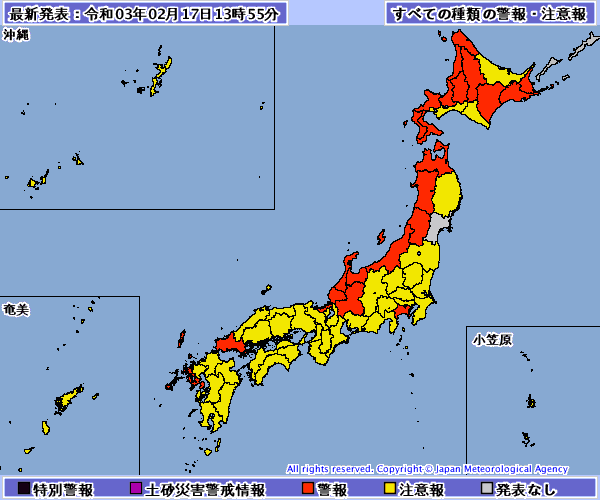 最新発表：令和03年02月17日13時55分
すべての種類の警報・注意報
沖縄
奄美
小笠原
All rights reserved. Copyright © Japan Meteorological Agency
特別警報 土砂災害警戒情報 警報 注意報 発表なし